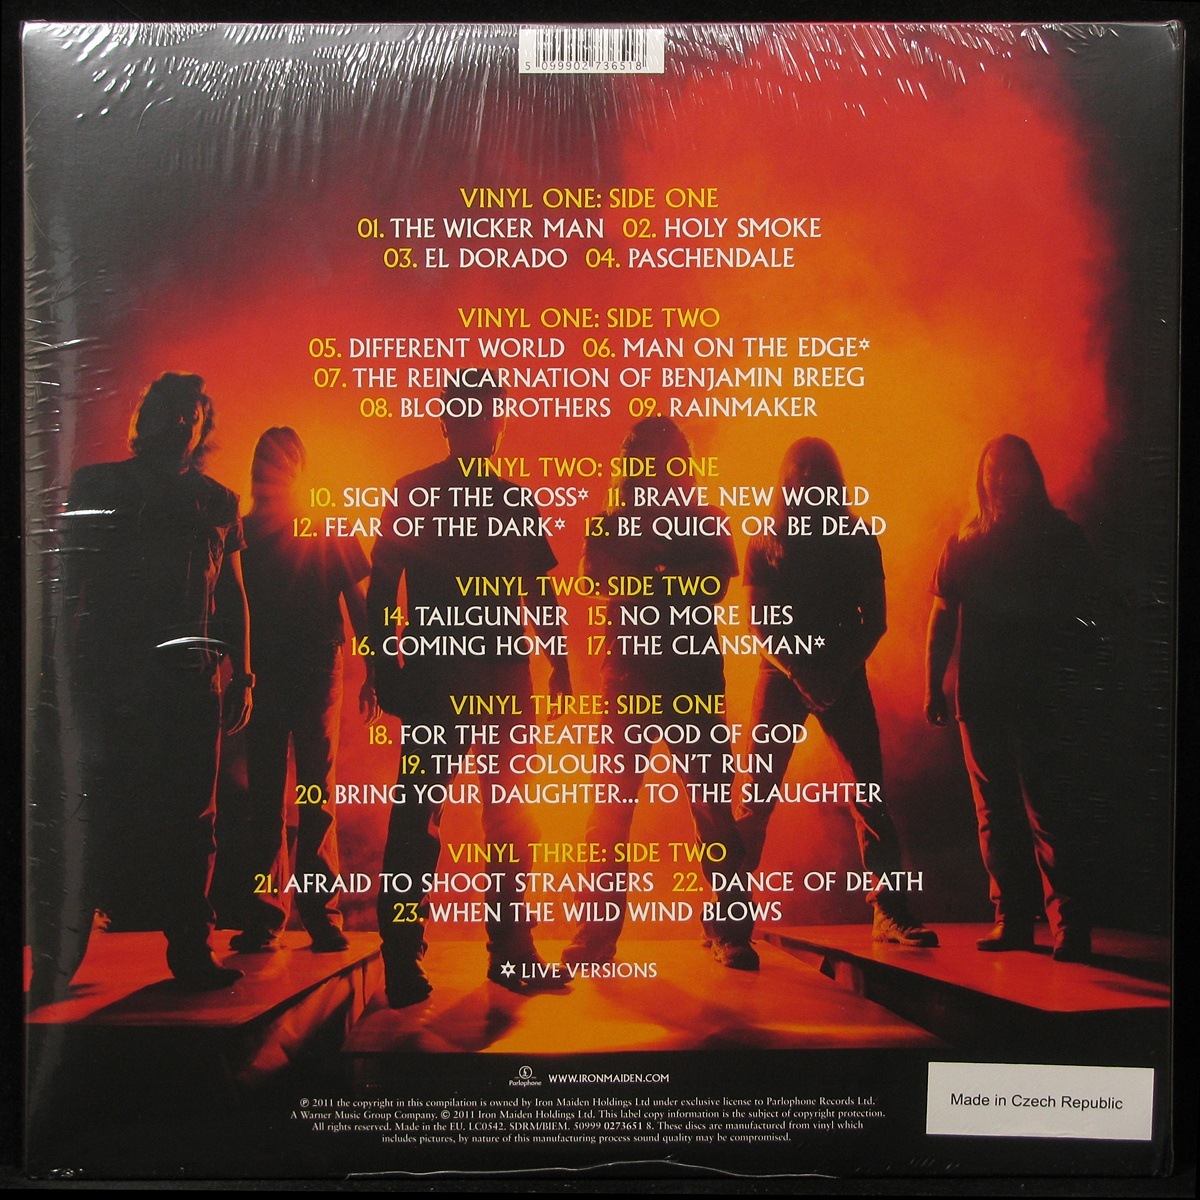 5 099902 736518
VINYL ONE: SIDE ONE
01. THE WICKER MAN 02. HOLY SMOKE
03. EL DORADO 04. PASCHENDALE
VINYL ONE: SIDE TWO
05. DIFFERENT WORLD 06. MAN ON THE EDGE✡
07. THE REINCARNATION OF BENJAMIN BREEG
08. BLOOD BROTHERS 09. RAINMAKER
VINYL TWO: SIDE ONE
10. SIGN OF THE CROSS✡ 11. BRAVE NEW WORLD
12. FEAR OF THE DARK✡ 13. BE QUICK OR BE DEAD
VINYL TWO: SIDE TWO
14. TAILGUNNER 15. NO MORE LIES
16. COMING HOME 17. THE CLANSMAN✡
VINYL THREE: SIDE ONE
18. FOR THE GREATER GOOD OF GOD
19. THESE COLOURS DON'T RUN
20. BRING YOUR DAUGHTER... TO THE SLAUGHTER
VINYL THREE: SIDE TWO
21. AFRAID TO SHOOT STRANGERS 22. DANCE OF DEATH
23. WHEN THE WILD WIND BLOWS
✡ LIVE VERSIONS
Parlophone WWW.IRONMAIDEN.COM
℗ 2011 the copyright in this compilation is owned by Iron Maiden Holdings Ltd under exclusive license to Parlophone Records Ltd.
A Warner Music Group Company. © 2011 Iron Maiden Holdings Ltd. This label copy information is the subject of copyright protection.
All rights reserved. Made in the EU. LC0542. SDRM/BIEM. 50999 0273651 8. These discs are manufactured from vinyl which
includes pictures, by nature of this manufacturing process sound quality may be compromised.
Made in Czech Republic